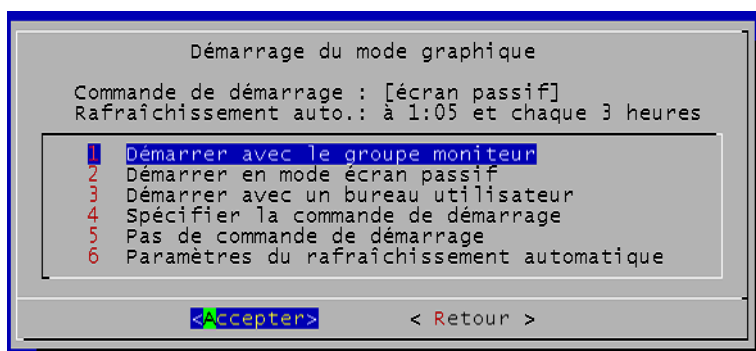 Démarrage du mode graphique
Commande de démarrage : [écran passif]
Rafraîchissement auto.: à 1:05 et chaque 3 heures
1 Démarrer avec le groupe moniteur
2 Démarrer en mode écran passif
3 Démarrer avec un bureau utilisateur
4 Spécifier la commande de démarrage
5 Pas de commande de démarrage
6 Paramètres du rafraîchissement automatique
<Accepter> < Retour >